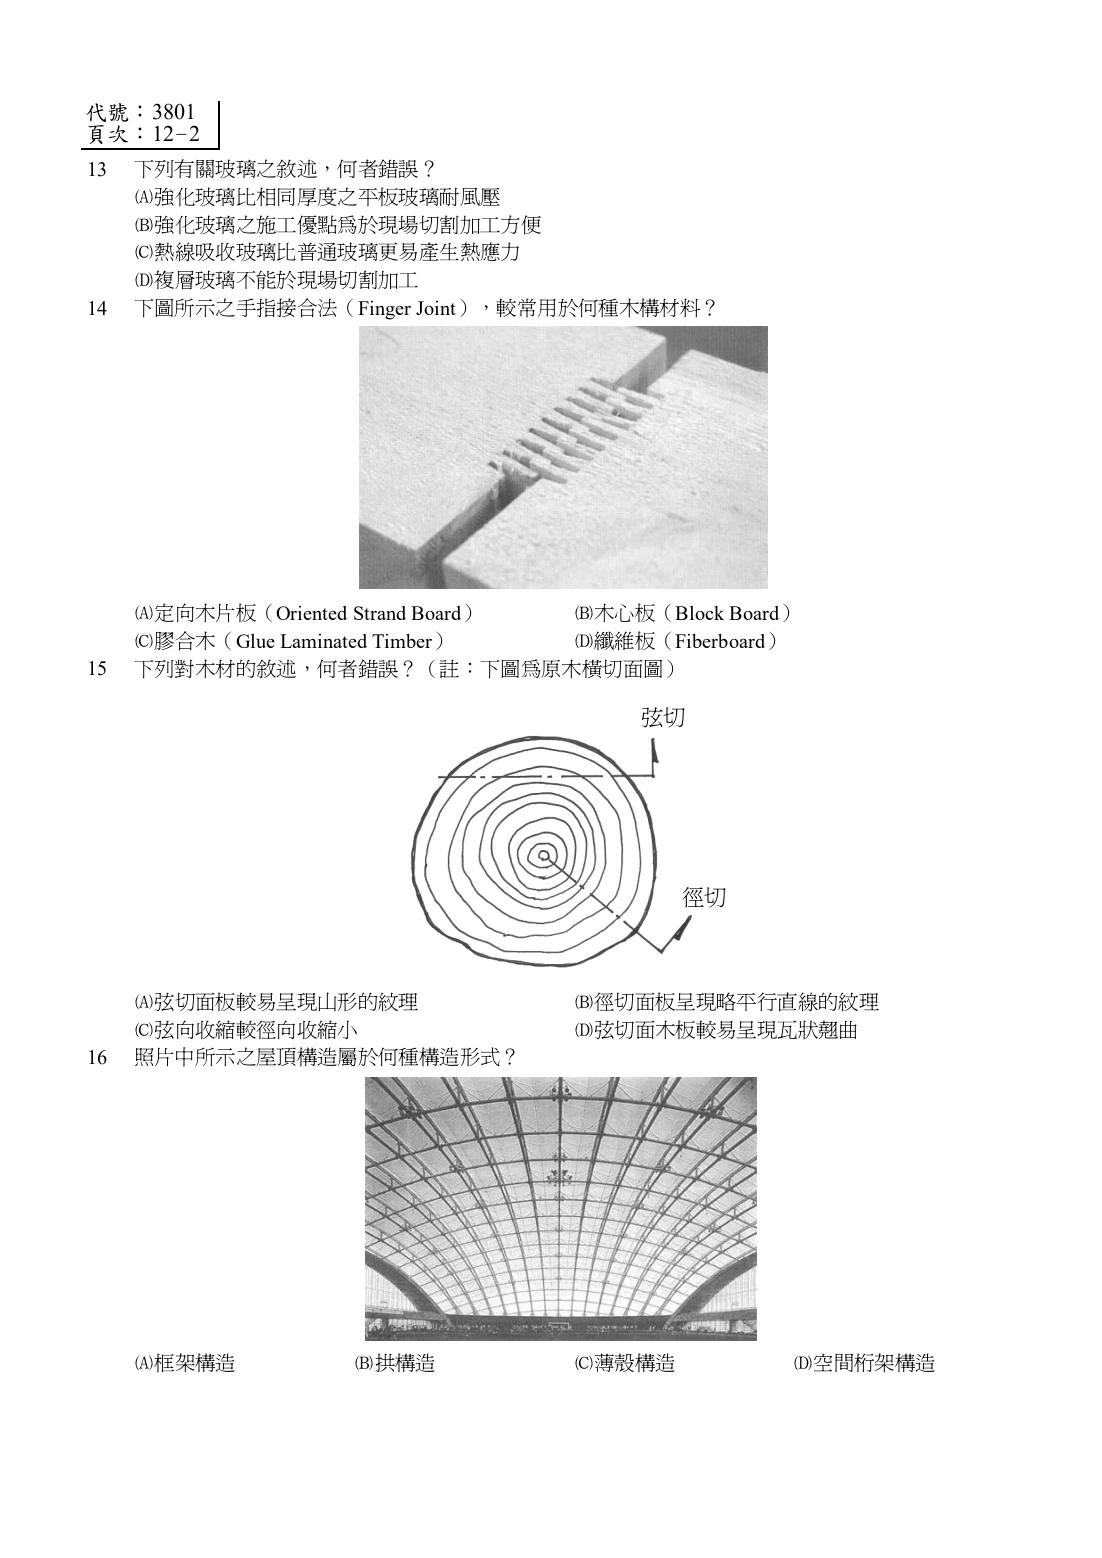 代號：3801
頁次：12－2
13 下列有關玻璃之敘述，何者錯誤？
(A)強化玻璃比相同厚度之平板玻璃耐風壓
(B)強化玻璃之施工優點為於現場切割加工方便
(C)熱線吸收玻璃比普通玻璃更易產生熱應力
(D)複層玻璃不能於現場切割加工
14 下圖所示之手指接合法（Finger Joint），較常用於何種木構材料？
(A)定向木片板（Oriented Strand Board） (B)木心板（Block Board）
(C)膠合木（Glue Laminated Timber） (D)纖維板（Fiberboard）
15 下列對木材的敘述，何者錯誤？（註：下圖為原木橫切面圖）
弦切
徑切
(A)弦切面板較易呈現山形的紋理 (B)徑切面板呈現略平行直線的紋理
(C)弦向收縮較徑向收縮小 (D)弦切面木板較易呈現瓦狀翹曲
16 照片中所示之屋頂構造屬於何種構造形式？
(A)框架構造 (B)拱構造 (C)薄殼構造 (D)空間桁架構造